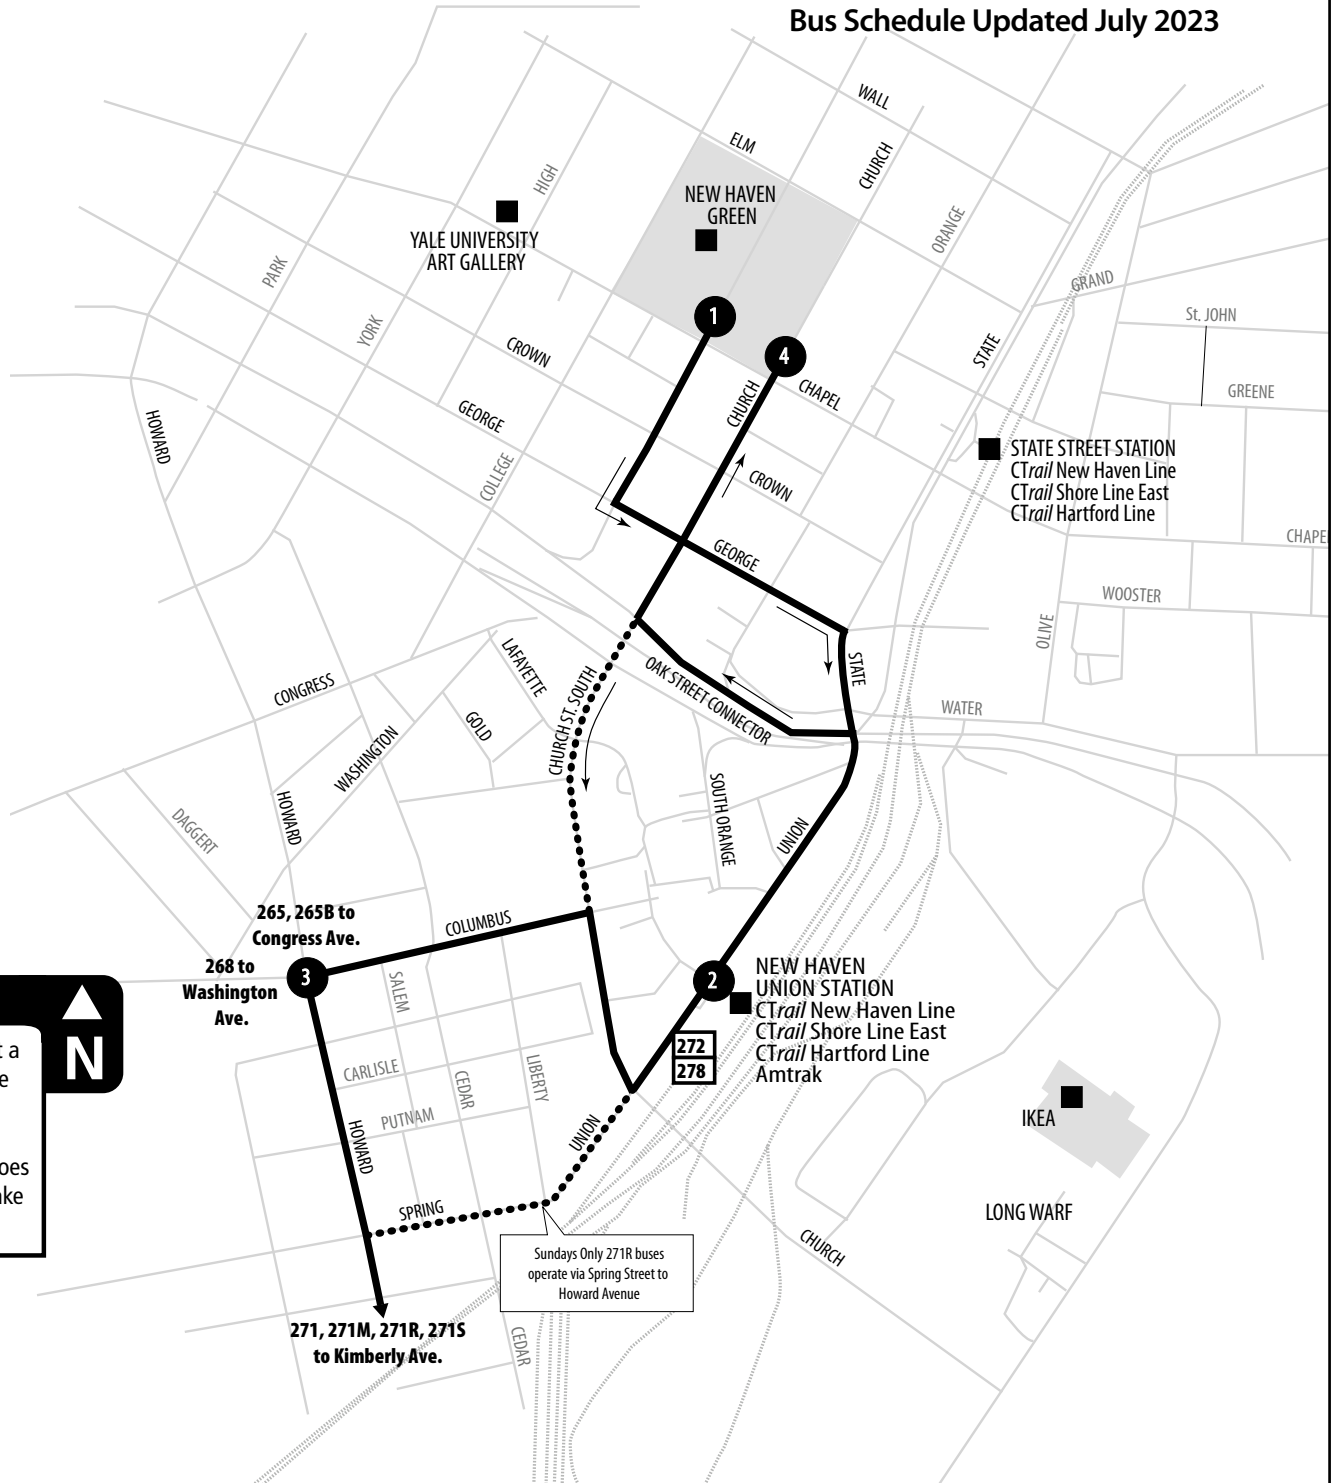 Bus Schedule Updated July 2023
WALL
ELM
CHURCH
HIGH
NEW HAVEN
GREEN
ORANGE
YALE UNIVERSITY
ART GALLERY
PARK
GRAND
YORK
1
St. JOHN
CROWN
4
STATE
CHURCH
CHAPEL
GREENE
HOWARD
GEORGE
COLLEGE
CROWN
STATE STREET STATION
CTrail New Haven Line
CTrail Shore Line East
CTrail Hartford Line
CHAPE
GEORGE
WOOSTER
OLIVE
LAFAYETTE
STATE
CONGRESS
OAK STREET CONNECTOR
CHURCH ST. SOUTH
WATER
GOLD
WASHINGTON
HOWARD
DAGGERT
SOUTH ORANGE
UNION
265, 265B to
Congress Ave.
COLUMBUS
268 to
Washington
Ave.
3
SALEM
2
NEW HAVEN
UNION STATION
CTrail New Haven Line
CTrail Shore Line East
CTrail Hartford Line
Amtrak
272
278
N
t a
e
oes
ke
CARLISLE
CEDAR
LIBERTY
PUTNAM
HOWARD
UNION
IKEA
SPRING
LONG WARF
CHURCH
Sundays Only 271R buses
operate via Spring Street to
Howard Avenue
271, 271M, 271R, 271S
to Kimberly Ave.
CEDAR